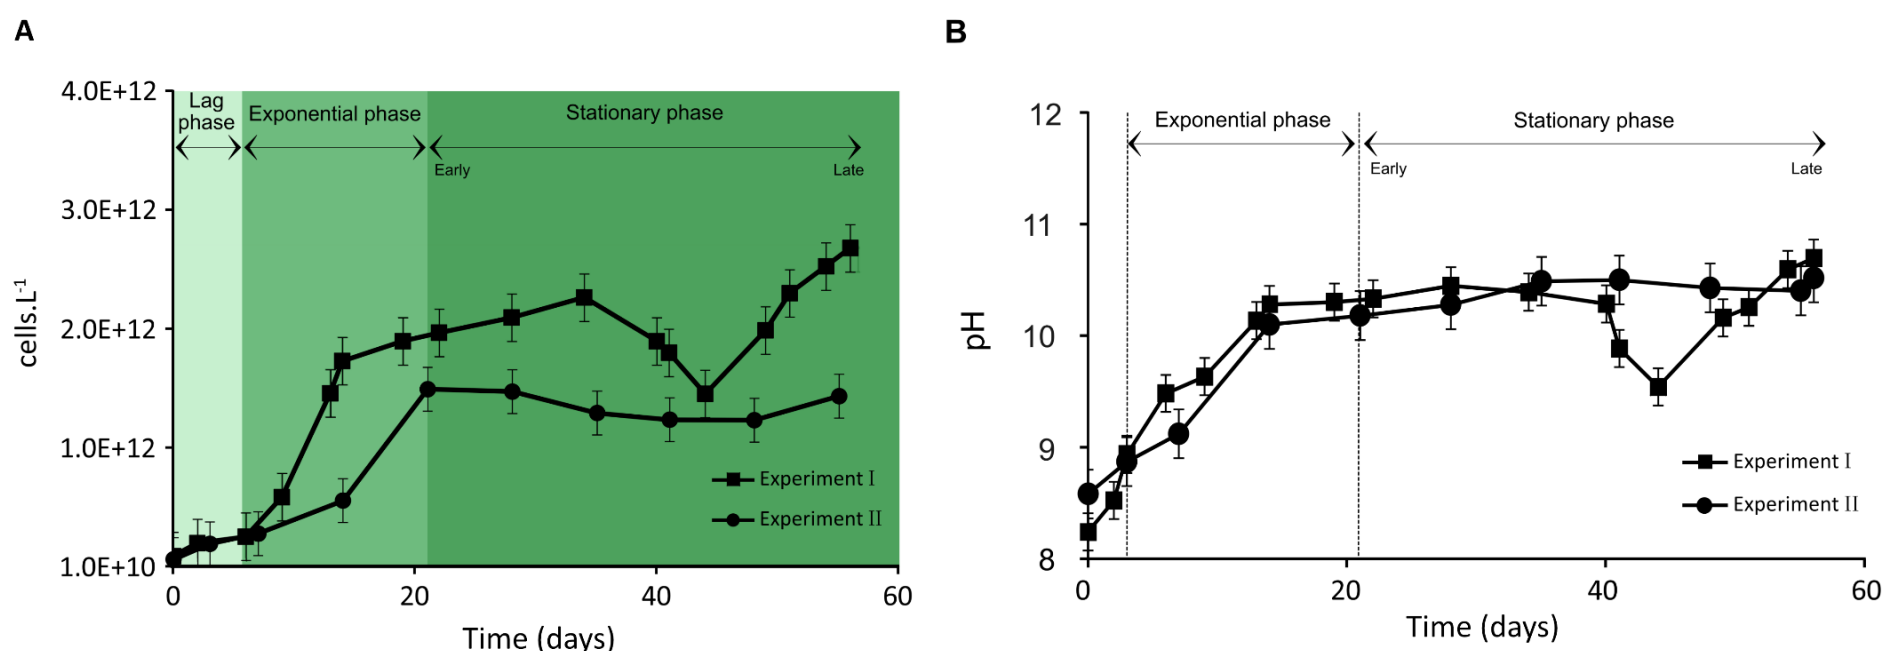 A
4.0E+12
3.0E+12
2.0E+12
1.0E+12
1.0E+10
cells.L⁻¹
Lag
phase
Exponential phase
Stationary phase
Early
Late
Experiment I
Experiment II
0
20
40
60
Time (days)
B
12
11
10
9
8
pH
Exponential phase
Stationary phase
Early
Late
Experiment I
Experiment II
0
20
40
60
Time (days)